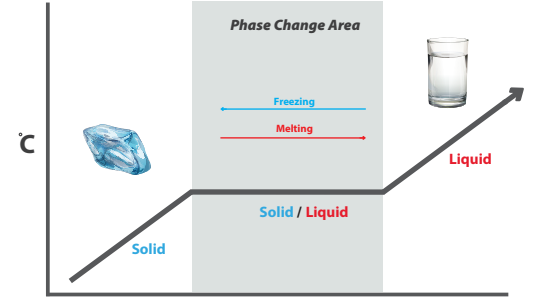 Phase Change Area
Freezing
Melting
°C
Liquid
Solid / Liquid
Solid